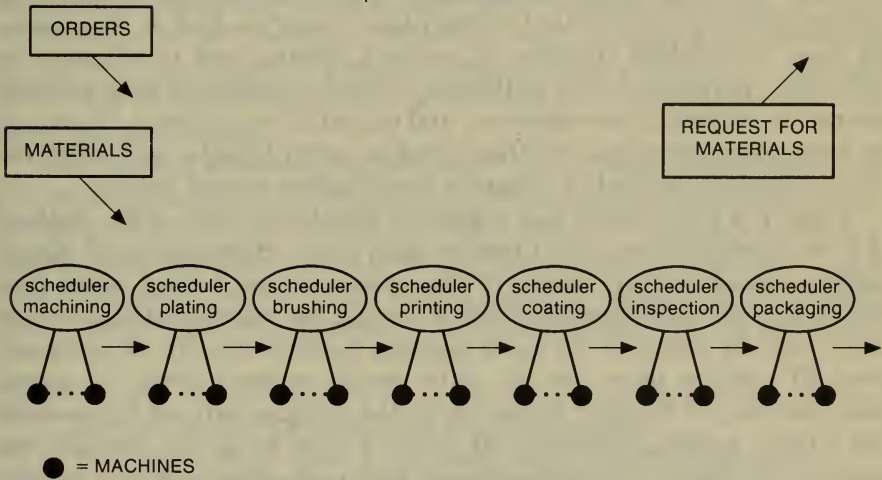 ORDERS
MATERIALS
REQUEST FOR
MATERIALS
scheduler
machining
scheduler
plating
scheduler
brushing
scheduler
printing
scheduler
coating
scheduler
inspection
scheduler
packaging
= MACHINES